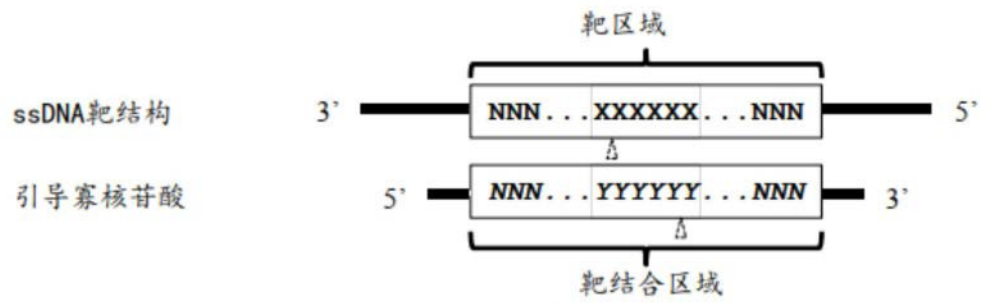 靶区域
ssDNA靶结构 3’ NNN...XXXXXX...NNN 5’
引导寡核苷酸 5’ NNN...YYYYYY...NNN 3’
靶结合区域